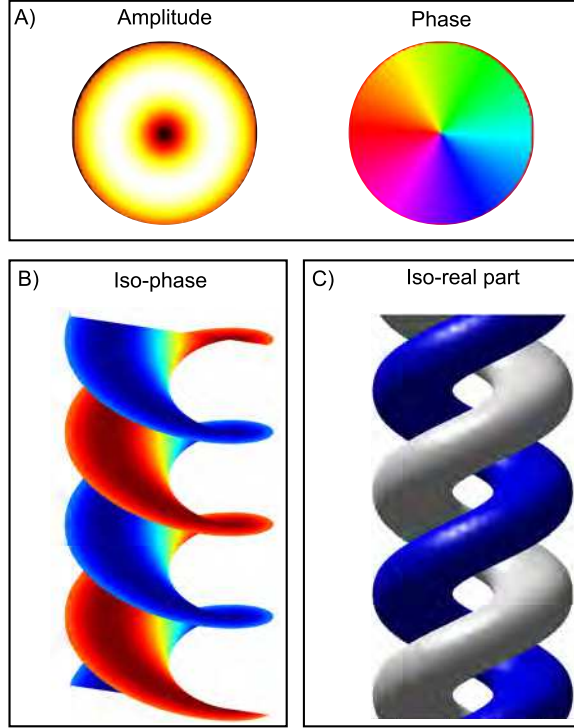 A)
Amplitude
Phase
B)
Iso-phase
C)
Iso-real part